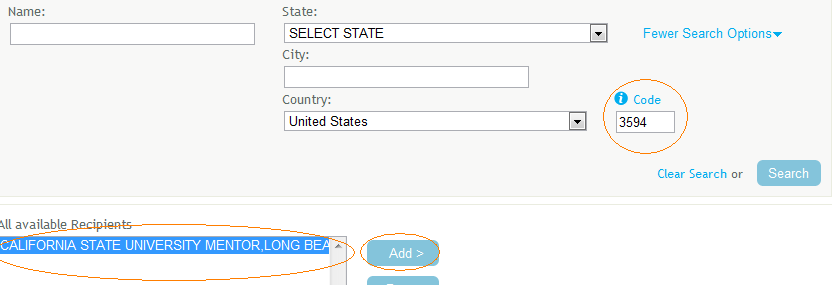 Name:
State:
SELECT STATE
Fewer Search Options
City:
Country:
i Code
United States
3594
Clear Search or
Search
All available Recipients
CALIFORNIA STATE UNIVERSITY MENTOR,LONG BEA
Add >